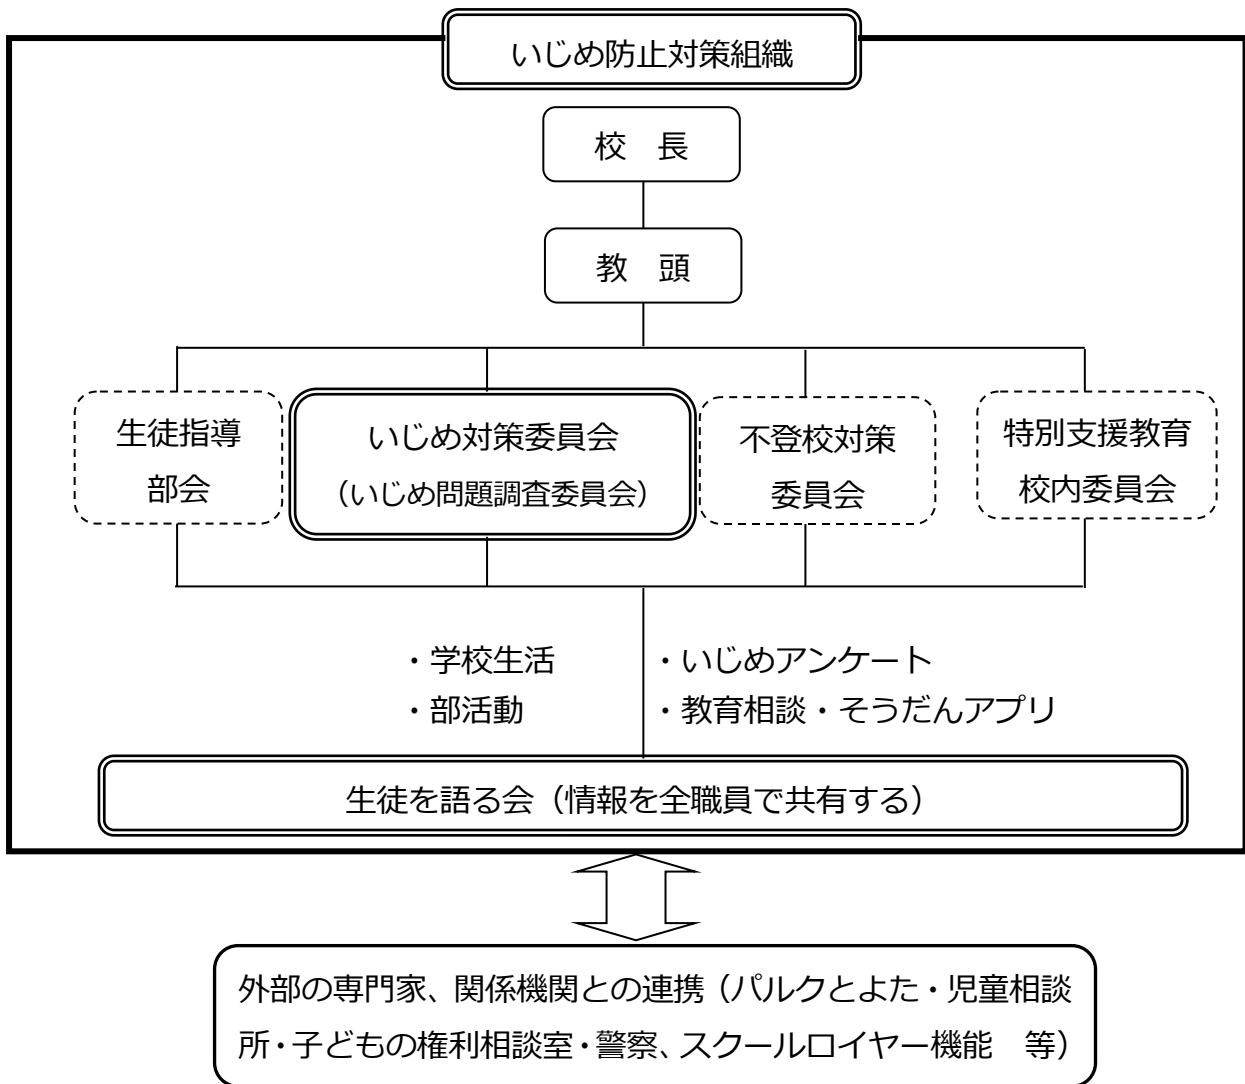 いじめ防止対策組織
校　長
教　頭
生徒指導
部会
いじめ対策委員会
（いじめ問題調査委員会）
不登校対策
委員会
特別支援教育
校内委員会
・学校生活
・部活動
・いじめアンケート
・教育相談・そうだんアプリ
生徒を語る会（情報を全職員で共有する）
外部の専門家、関係機関との連携（パルクとよた・児童相談
所・子どもの権利相談室・警察、スクールロイヤー機能　等）